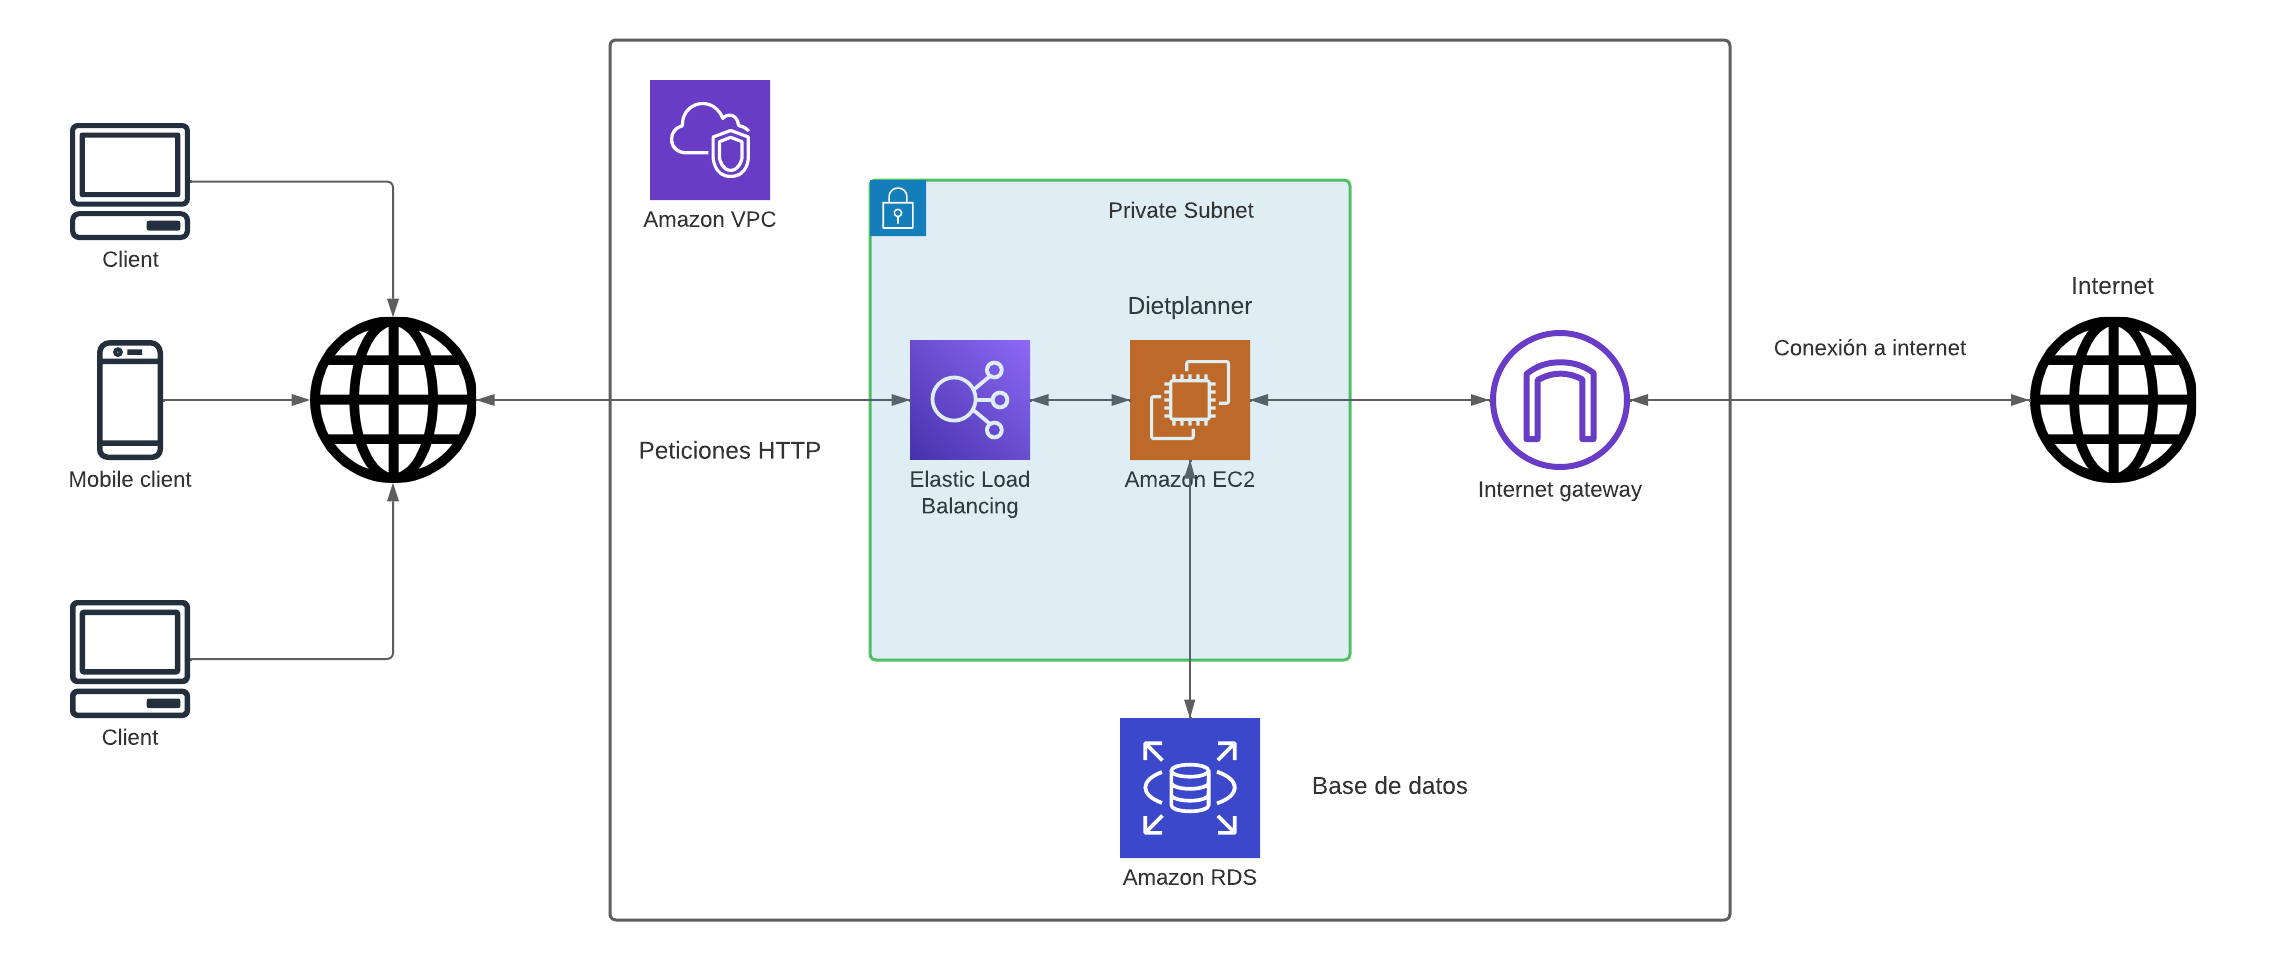 Client
Mobile client
Client
Peticiones HTTP
Amazon VPC
Private Subnet
Dietplanner
Elastic Load
Balancing
Amazon EC2
Internet gateway
Conexión a internet
Internet
Base de datos
Amazon RDS